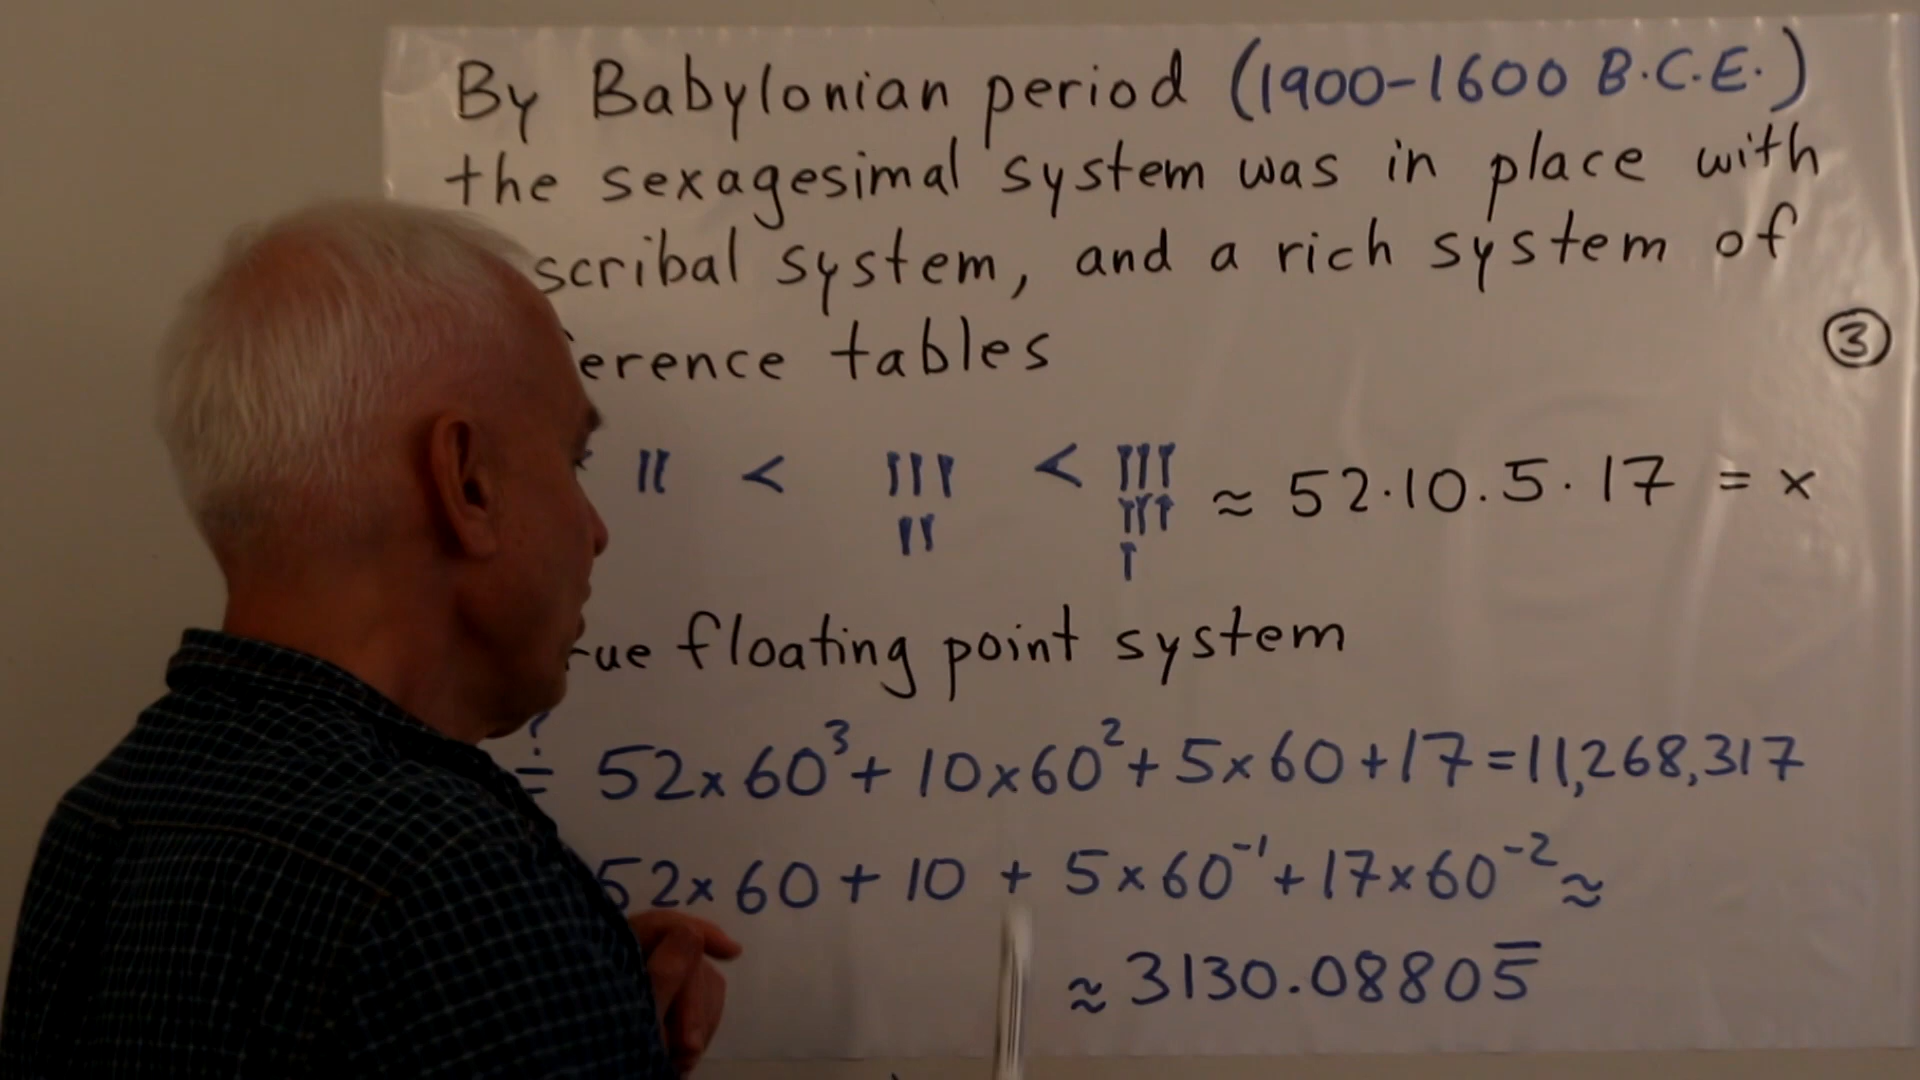 By Babylonian period (1900-1600 B.C.E.)
the sexagesimal system was in place with
scribal system, and a rich system of
erence tables
3
≈ 52·10.5·17 = x
rue floating point system
?
= 52×60³+ 10×60²+5×60+17=11,268,317
52×60+10 + 5×60⁻¹+17×60⁻²≈
≈3130.08805̅